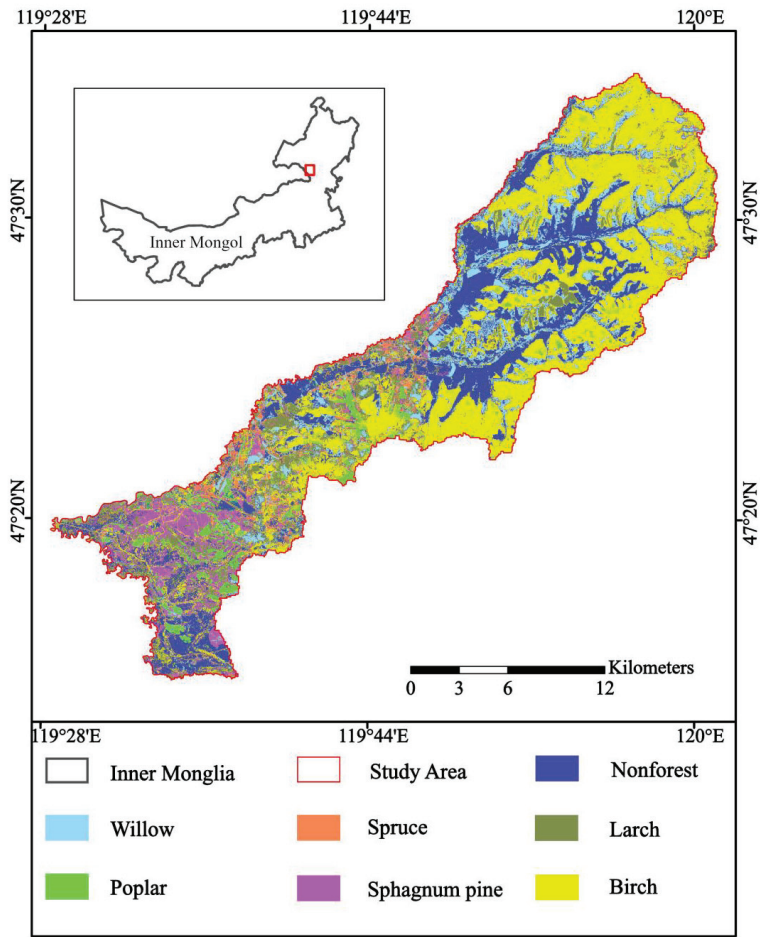 119°28'E 119°44'E 120°E
Inner Mongol
47°30'N 47°30'N
47°20'N 47°20'N
Kilometers
0 3 6 12
119°28'E 119°44'E 120°E
Inner Monglia Study Area Nonforest
Willow Spruce Larch
Poplar Sphagnum pine Birch